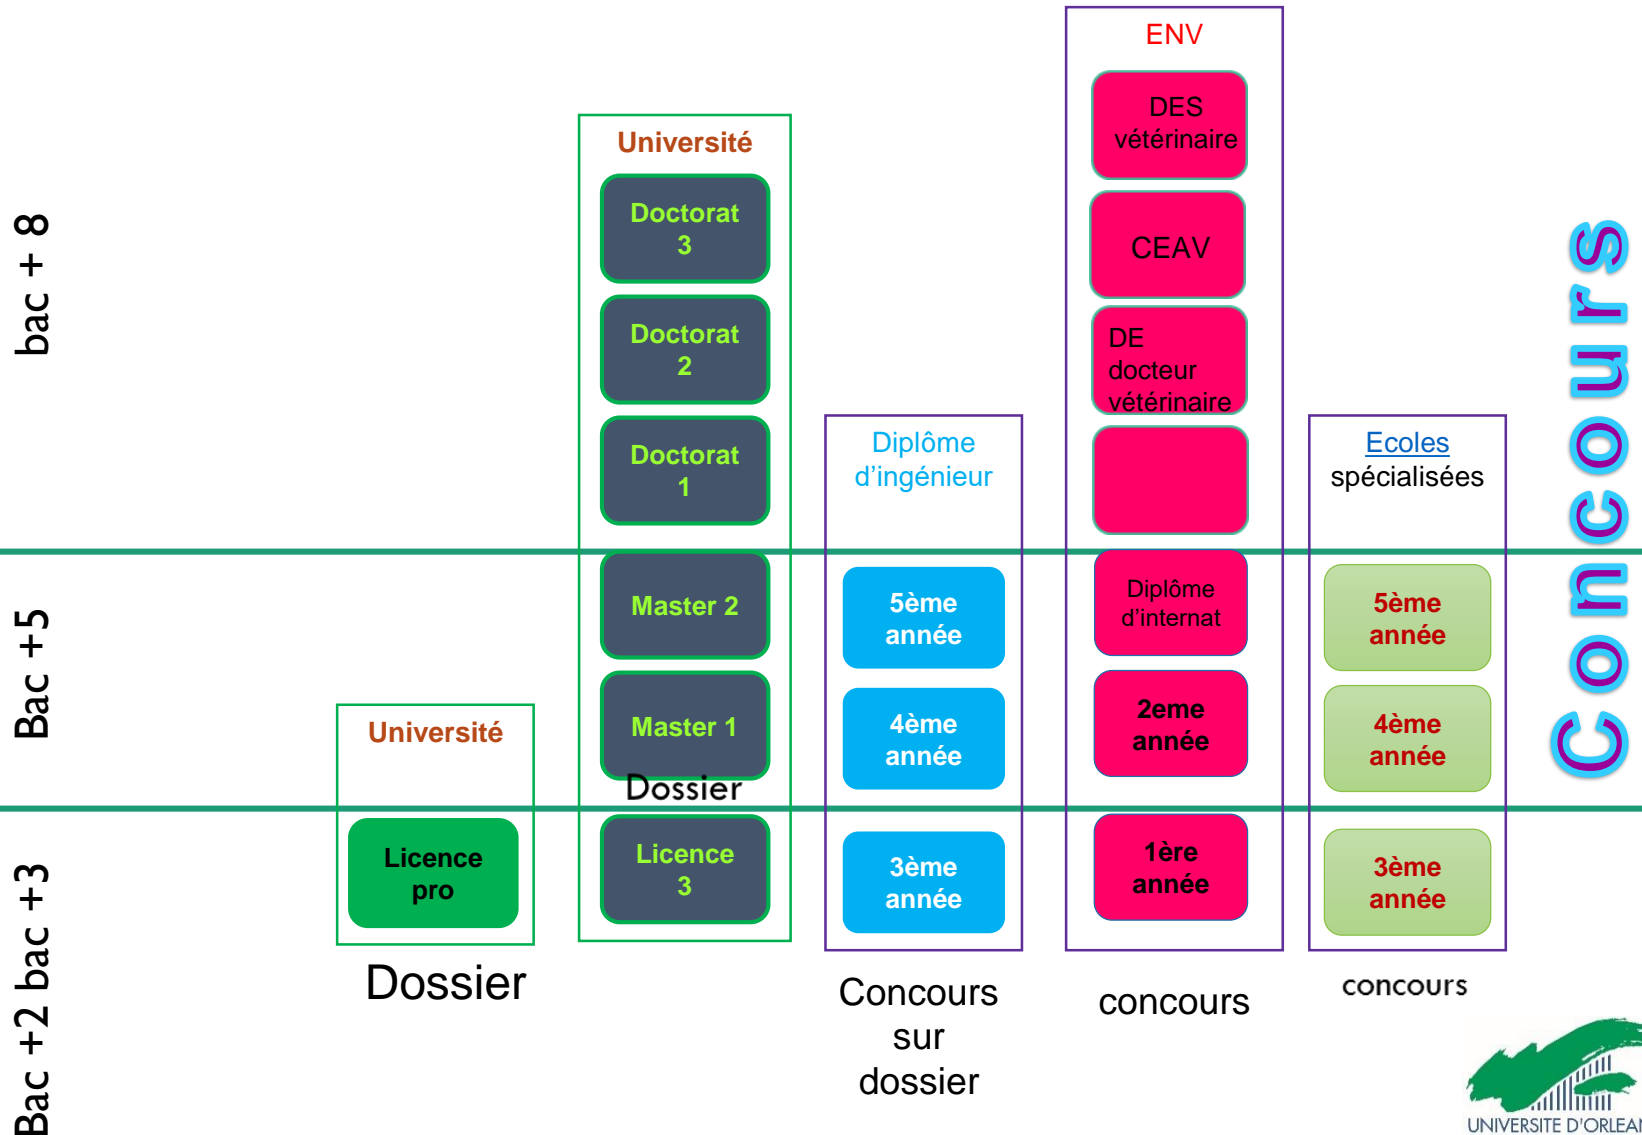 bac + 8
Bac +5
Bac +2 bac +3
Université
Licence
pro
Dossier
Université
Doctorat
3
Doctorat
2
Doctorat
1
Master 2
Master 1
Dossier
Licence
3
Diplôme
d'ingénieur
5ème
année
4ème
année
3ème
année
Concours
sur
dossier
ENV
DES
vétérinaire
CEAV
DE
docteur
vétérinaire
Diplôme
d'internat
2eme
année
1ère
année
concours
Ecoles
spécialisées
5ème
année
4ème
année
3ème
année
concours
Concours
UNIVERSITE D'ORLEAN